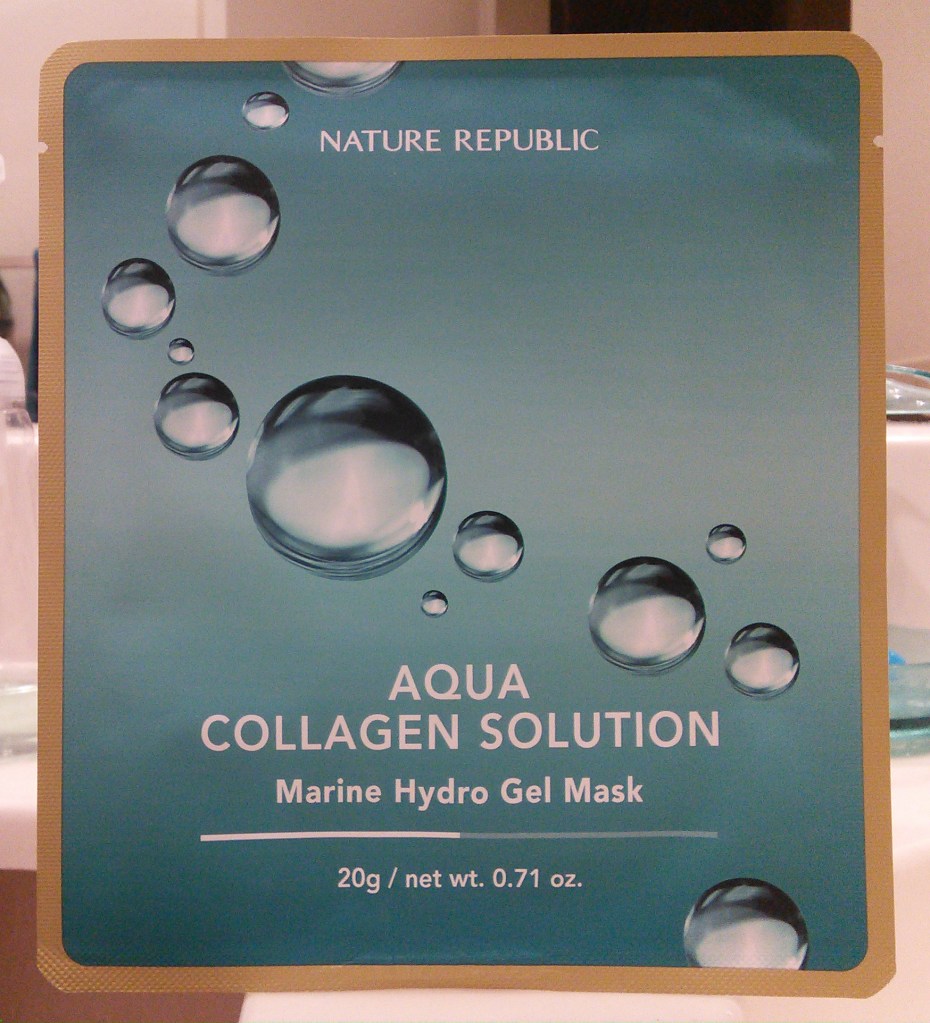 NATURE REPUBLIC
AQUA
COLLAGEN SOLUTION
Marine Hydro Gel Mask
20g / net wt. 0.71 oz.